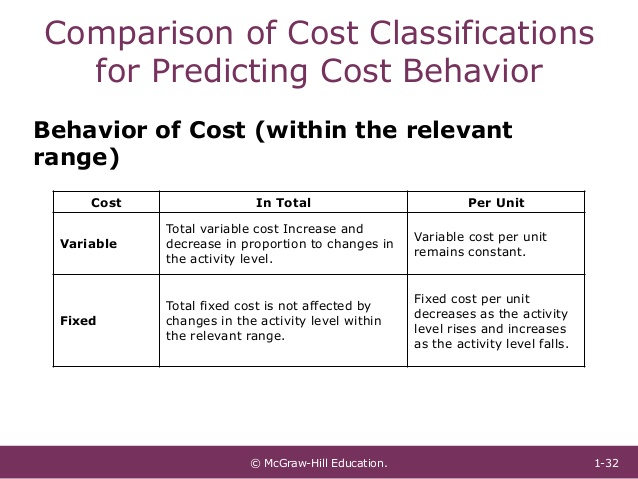 Comparison of Cost Classifications
for Predicting Cost Behavior
Behavior of Cost (within the relevant
range)
Cost In Total Per Unit
Variable
Total variable cost Increase and
decrease in proportion to changes in
the activity level.
Variable cost per unit
remains constant.
Fixed
Total fixed cost is not affected by
changes in the activity level within
the relevant range.
Fixed cost per unit
decreases as the activity
level rises and increases
as the activity level falls.
© McGraw-Hill Education. 1-32